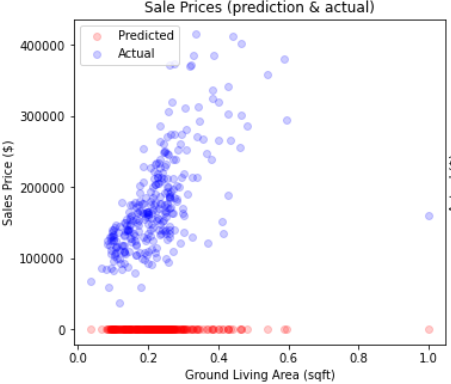 Sale Prices (prediction & actual)
Predicted
Actual
400000
300000
200000
100000
0
Sales Price ($)
0.0 0.2 0.4 0.6 0.8 1.0
Ground Living Area (sqft)